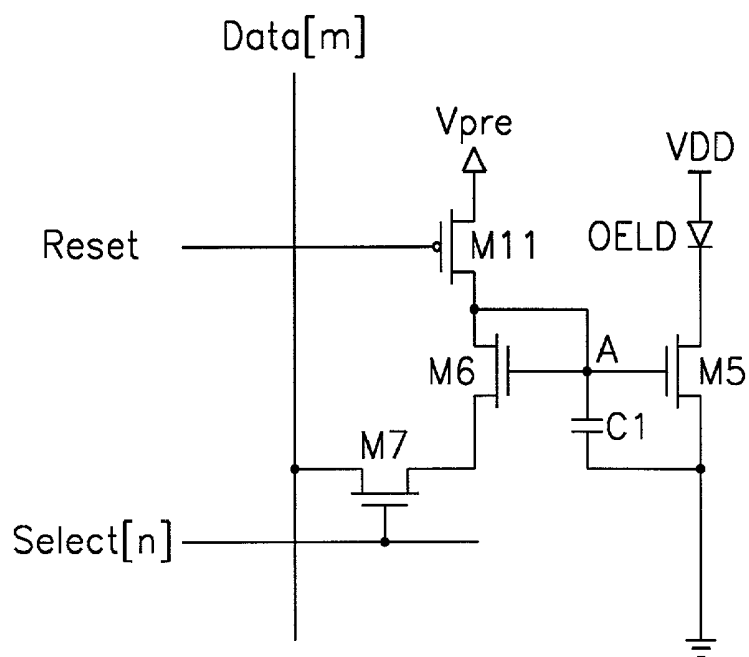 Data[m]
Vpre
VDD
Reset
M11
OELD
M6
A
M5
C1
M7
Select[n]